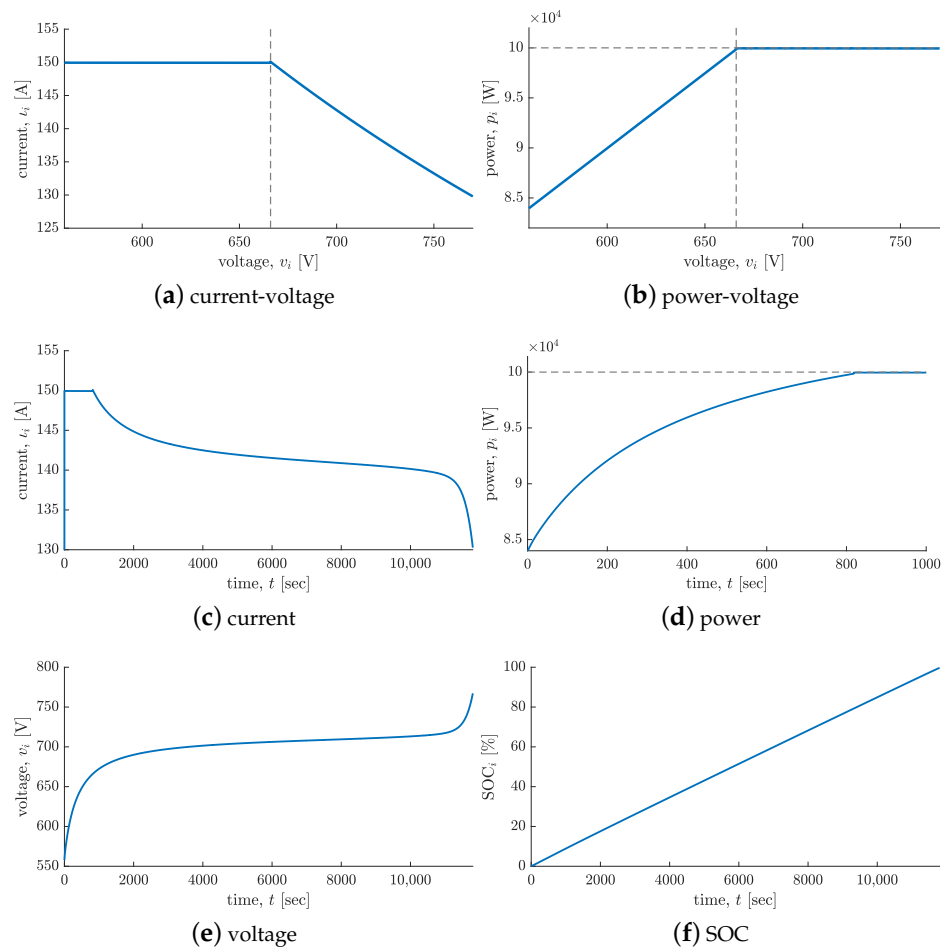 155
150
145
140
135
130
125
600 650 700 750
current, ι_i [A]
voltage, v_i [V]
(a) current-voltage
×10⁴
10
9.5
9
8.5
600 650 700 750
power, p_i [W]
voltage, v_i [V]
(b) power-voltage
155
150
145
140
135
130
0 2000 4000 6000 8000 10,000
current, ι_i [A]
time, t [sec]
(c) current
×10⁴
10
9.5
9
8.5
0 200 400 600 800 1000
power, p_i [W]
time, t [sec]
(d) power
800
750
700
650
600
550
0 2000 4000 6000 8000 10,000
voltage, v_i [V]
time, t [sec]
(e) voltage
100
80
60
40
20
0
0 2000 4000 6000 8000 10,000
SOC_i [%]
time, t [sec]
(f) SOC